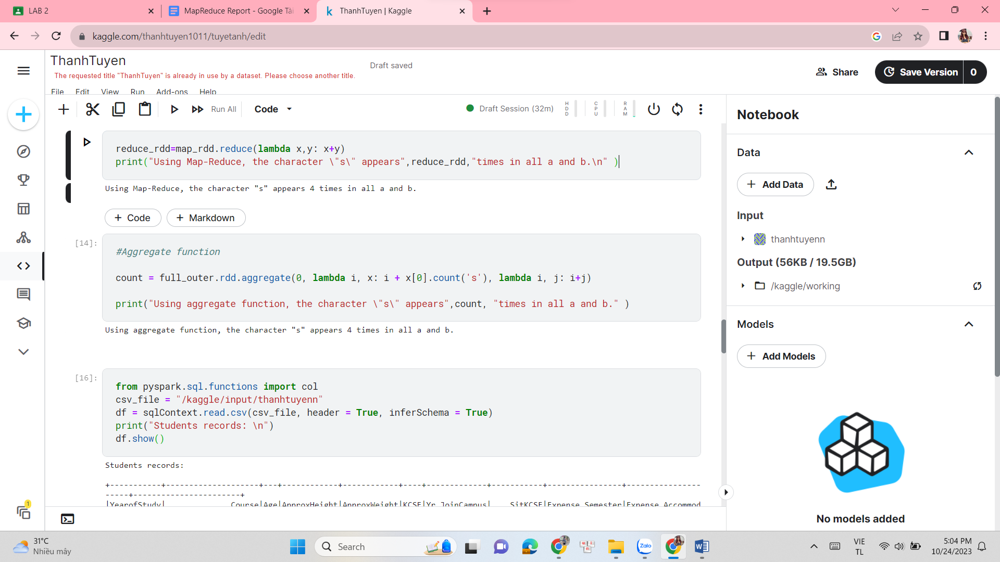 LAB 2
MapReduce Report - Google Tài
ThanhTuyen | Kaggle
kaggle.com/thanhtuyen1011/tuyetanh/edit
ThanhTuyen
The requested title "ThanhTuyen" is already in use by a dataset. Please choose another title.
Draft saved
Share
Save Version
0
File Edit View Run Add-ons Help
Run All
Code
Draft Session (32m)
HDD
CPU
RAM
reduce_rdd=map_rdd.reduce(lambda x,y: x+y)
print("Using Map-Reduce, the character \"s\" appears",reduce_rdd,"times in all a and b.\n" )
Using Map-Reduce, the character "s" appears 4 times in all a and b.
+ Code
+ Markdown
[14]:
#Aggregate function
count = full_outer.rdd.aggregate(0, lambda i, x: i + x[0].count('s'), lambda i, j: i+j)
print("Using aggregate function, the character \"s\" appears",count, "times in all a and b." )
Using aggregate function, the character "s" appears 4 times in all a and b.
[16]:
from pyspark.sql.functions import col
csv_file = "/kaggle/input/thanhtuyenn"
df = sqlContext.read.csv(csv_file, header = True, inferSchema = True)
print("Students records: \n")
df.show()
Students records:
+-----------+------------------+---+------------+------------+----+-------------+-----------+----------------+----------------
-----+---------------------+
|YearofStudy| Course|Age|ApproxHeight|ApproxWeight|KCSE|Yr_JoinCampus| SitKCSE|Expense_Semester|Expense_Accommod
Notebook
Data
+ Add Data
Input
thanhtuyenn
Output (56KB / 19.5GB)
/kaggle/working
Models
+ Add Models
No models added
1
31°C
Nhiều mây
Search
Zalo
VIE
TL
5:04 PM
10/24/2023